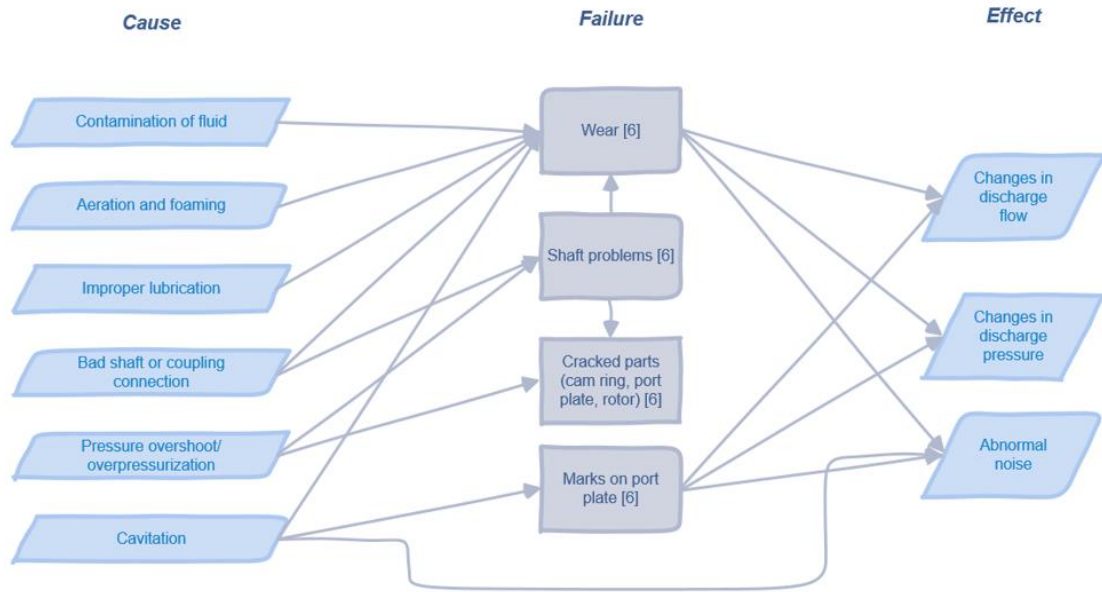 Cause
Failure
Effect
Contamination of fluid
Aeration and foaming
Improper lubrication
Bad shaft or coupling
connection
Pressure overshoot/
overpressurization
Cavitation
Wear [6]
Shaft problems [6]
Cracked parts
(cam ring, port
plate, rotor) [6]
Marks on port
plate [6]
Changes in
discharge
flow
Changes in
discharge
pressure
Abnormal
noise